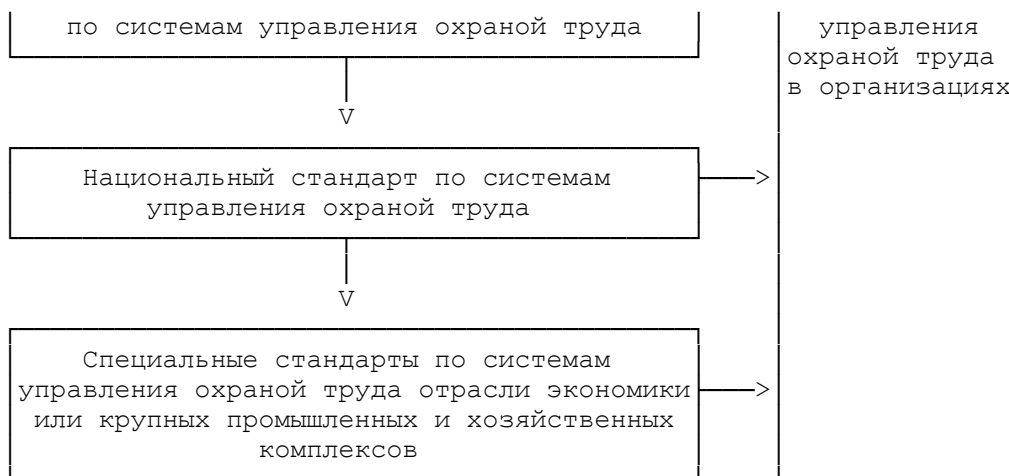 по системам управления охраной труда
управления
охраной труда
в организациях
V
Национальный стандарт по системам
управления охраной труда
>
V
Специальные стандарты по системам
управления охраной труда отрасли экономики
или крупных промышленных и хозяйственных
комплексов
>